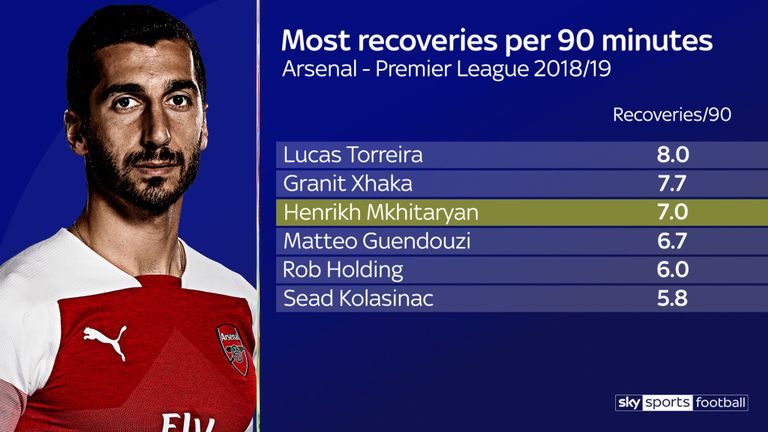 Most recoveries per 90 minutes
Arsenal - Premier League 2018/19
Recoveries/90
Lucas Torreira 8.0
Granit Xhaka 7.7
Henrikh Mkhitaryan 7.0
Matteo Guendouzi 6.7
Rob Holding 6.0
Sead Kolasinac 5.8
Arsenal
Fly
sky sports football